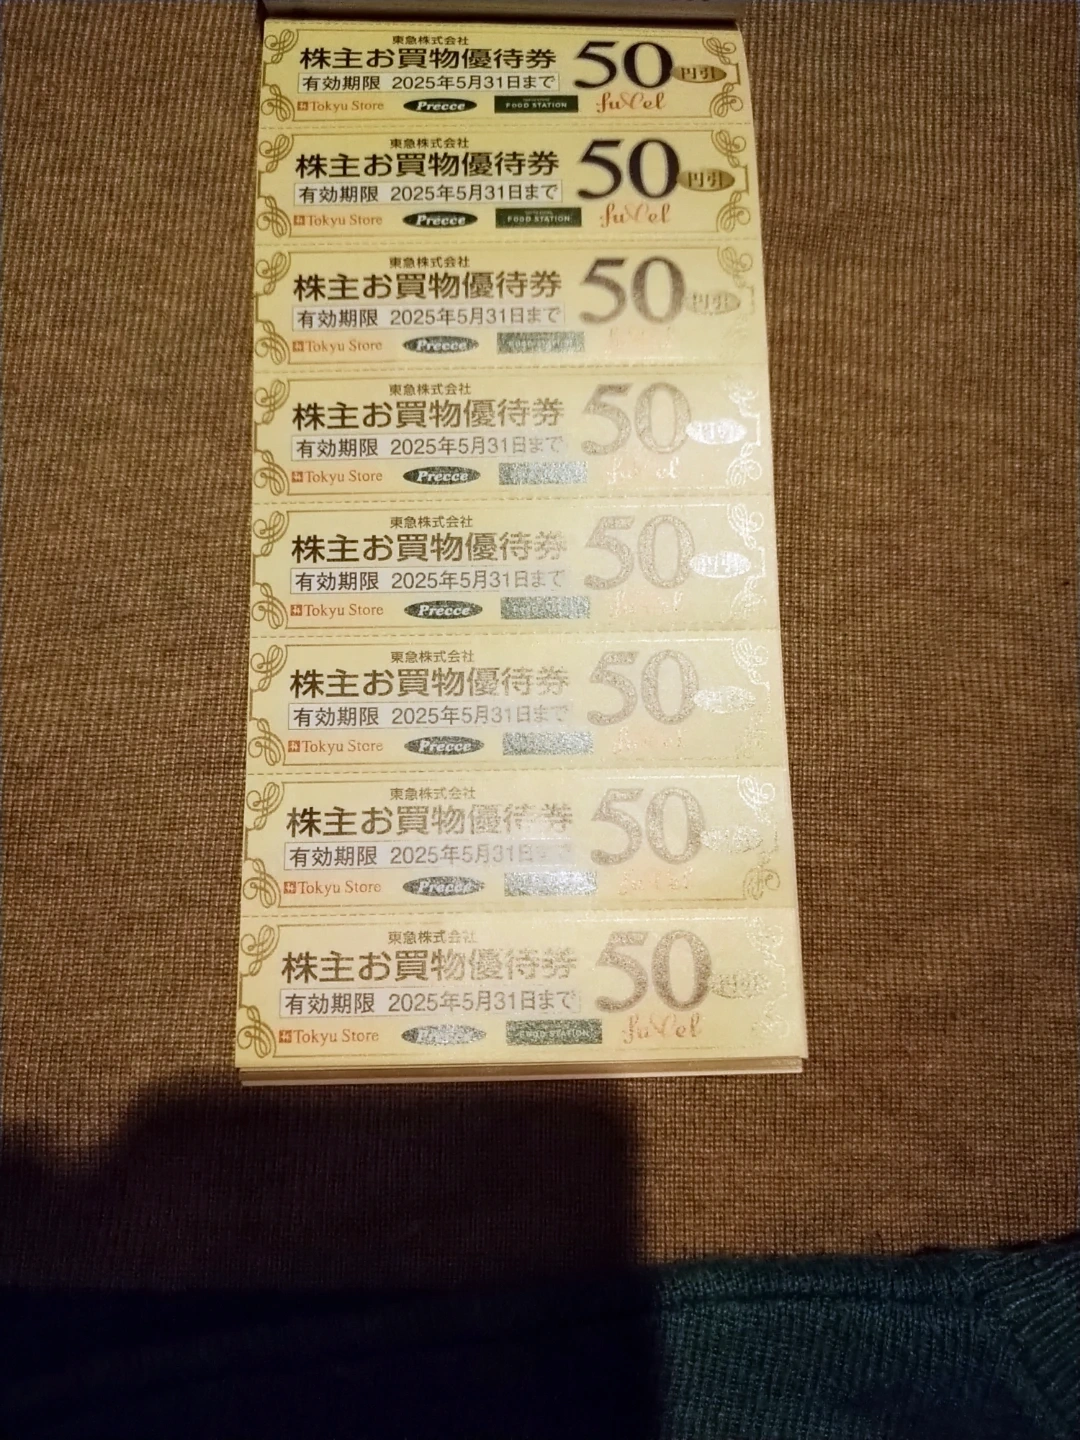 東急株式会社
株主お買物優待券 50円引
有効期限 2025年5月31日まで
Tokyu Store Precce FOOD STATION fuxel
東急株式会社
株主お買物優待券 50円引
有効期限 2025年5月31日まで
Tokyu Store Precce FOOD STATION fuxel
東急株式会社
株主お買物優待券 50円引
有効期限 2025年5月31日まで
Tokyu Store Precce
東急株式会社
株主お買物優待券 50円引
有効期限 2025年5月31日まで
Tokyu Store Precce fuxel
東急株式会社
株主お買物優待券 50円引
有効期限 2025年5月31日まで
Tokyu Store Precce
東急株式会社
株主お買物優待券 50
有効期限 2025年5月31日まで
Tokyu Store Precce
東急株式会社
株主お買物優待券 50
有効期限 2025年5月31日まで
Tokyu Store Precce
東急株式会社
株主お買物優待券 50円引
有効期限 2025年5月31日まで
Tokyu Store Precce FOOD STATION fuxel